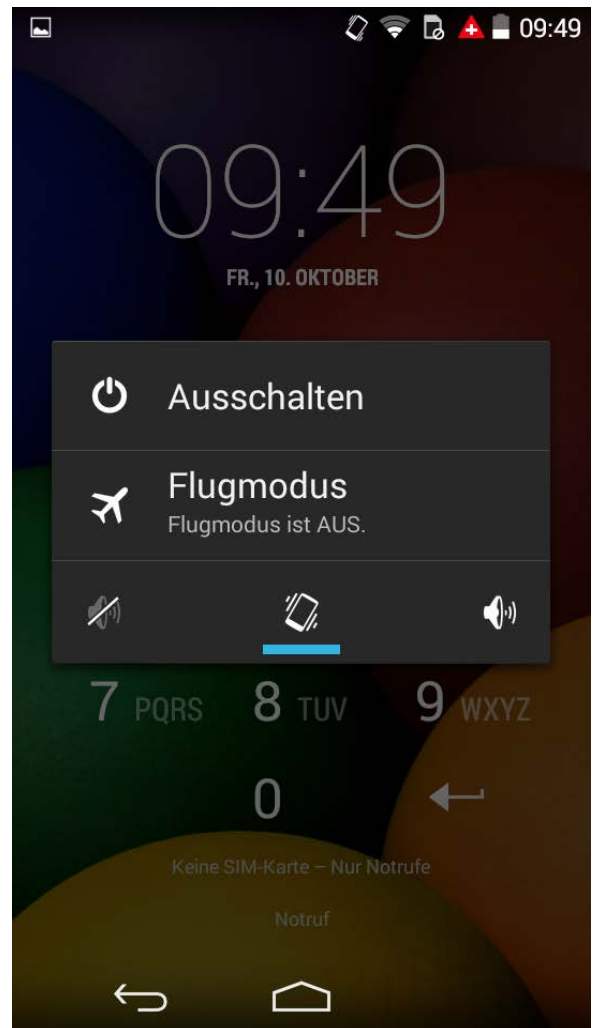 09:49
09:49
FR., 10. OKTOBER
Ausschalten
Flugmodus
Flugmodus ist AUS.
7 PQRS 8 TUV 9 WXYZ
0
Keine SIM-Karte – Nur Notrufe
Notruf